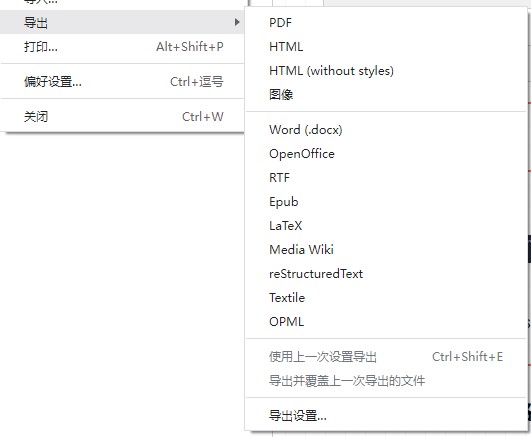 导入...
导出
打印... Alt+Shift+P
偏好设置... Ctrl+逗号
关闭 Ctrl+W
PDF
HTML
HTML (without styles)
图像
Word (.docx)
OpenOffice
RTF
Epub
LaTeX
Media Wiki
reStructuredText
Textile
OPML
使用上一次设置导出 Ctrl+Shift+E
导出并覆盖上一次导出的文件
导出设置...